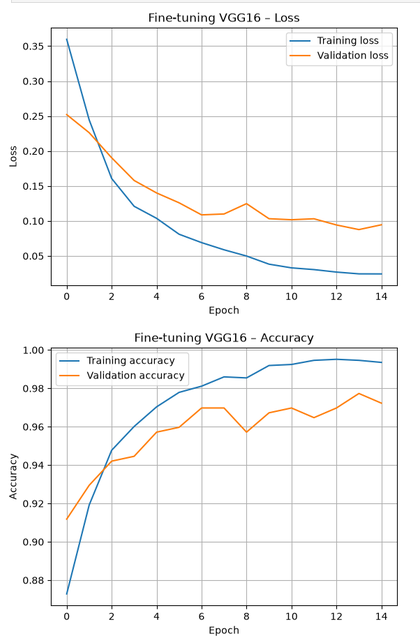 Fine-tuning VGG16 – Loss
Training loss
Validation loss
Loss
0.35
0.30
0.25
0.20
0.15
0.10
0.05
0 2 4 6 8 10 12 14
Epoch
Fine-tuning VGG16 – Accuracy
Training accuracy
Validation accuracy
Accuracy
1.00
0.98
0.96
0.94
0.92
0.90
0.88
0 2 4 6 8 10 12 14
Epoch